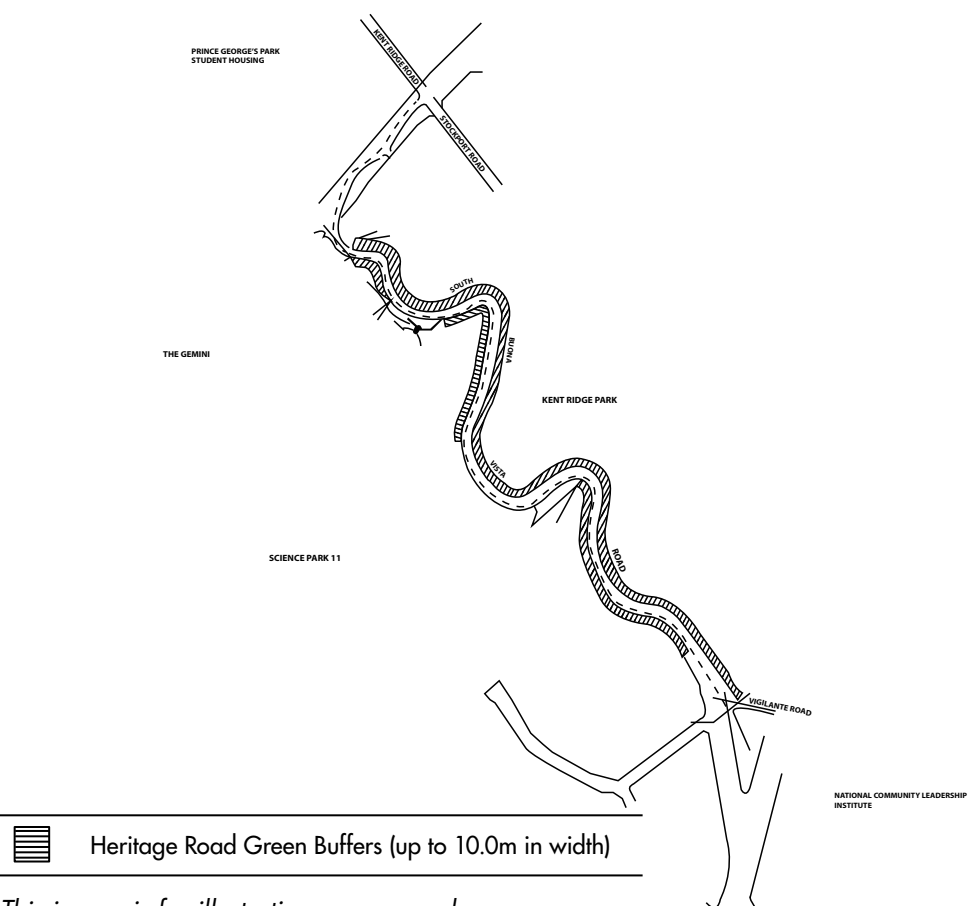 PRINCE GEORGE'S PARK
STUDENT HOUSING
KENT RIDGE ROAD
STOCKPORT ROAD
SOUTH
BUONA
THE GEMINI
KENT RIDGE PARK
VISTA
SCIENCE PARK 11
ROAD
VIGILANTE ROAD
NATIONAL COMMUNITY LEADERSHIP
INSTITUTE
Heritage Road Green Buffers (up to 10.0m in width)